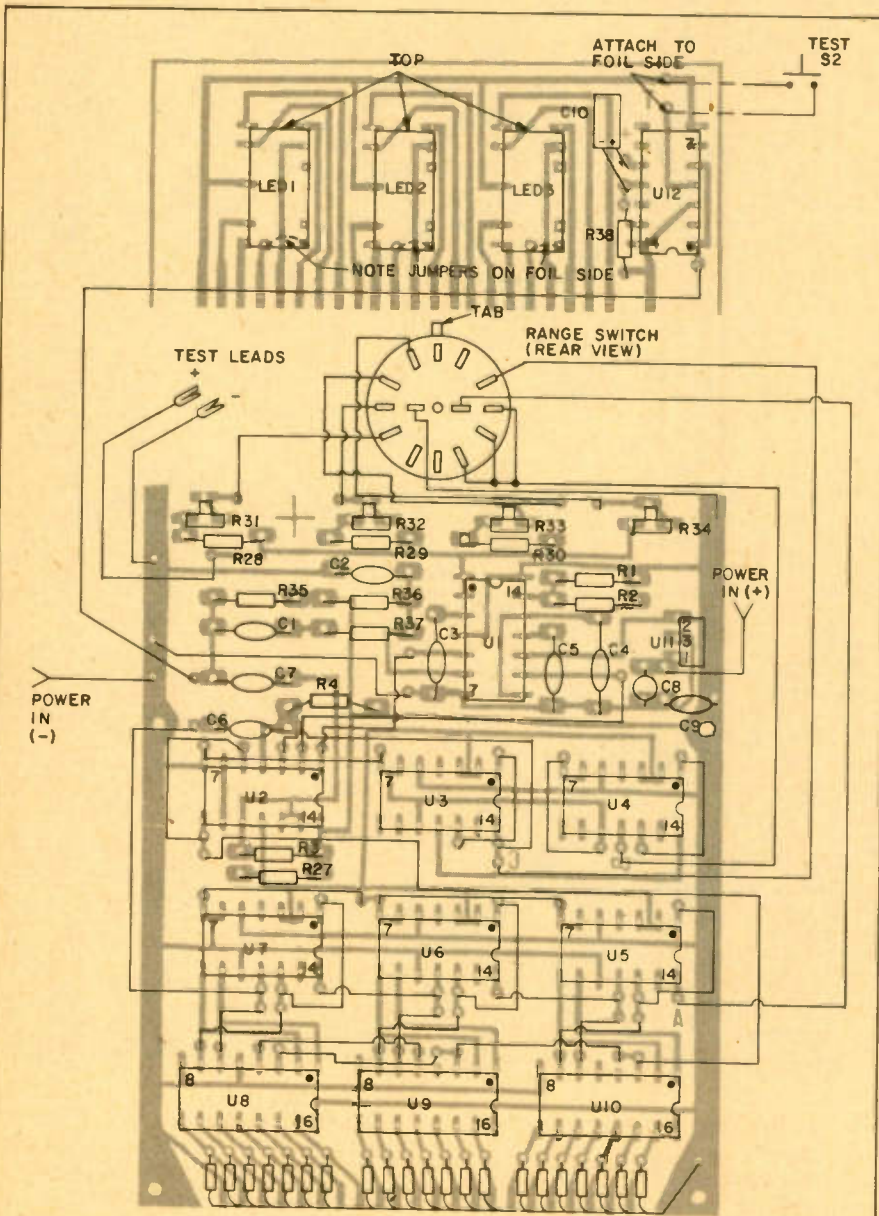 TOP
ATTACH TO
FOIL SIDE
TEST
S2
C10
7
LED1
LED2
LED3
U12
R38
NOTE JUMPERS ON FOIL SIDE
TAB
RANGE SWITCH
(REAR VIEW)
TEST LEADS
+
-
R31
R32
R33
R34
R28
R29
R30
C2
14
R1
R2
POWER
IN (+)
R35
R36
C1
R37
C3
U1
C5
C4
U11
2
3
1
7
C7
R4
C8
POWER
IN
(-)
C6
C9
7
U2
14
7
U3
14
7
U4
14
R3
R27
U7
14
7
U6
14
7
U5
14
A
8
U8
16
8
U9
16
8
U10
16